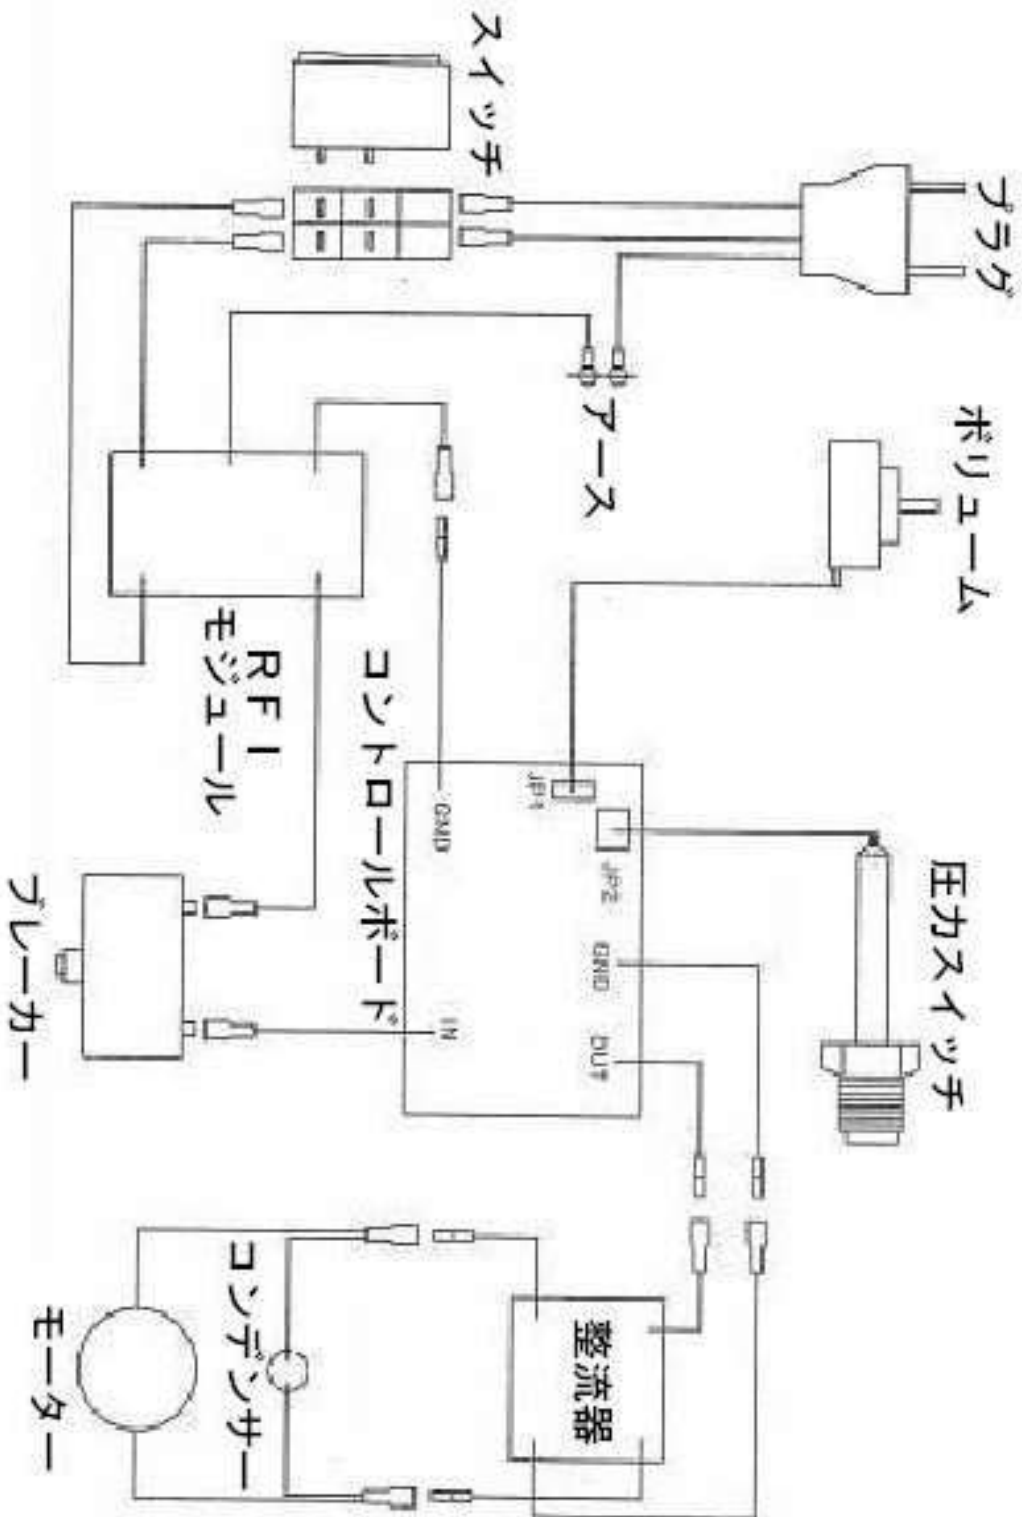 プラグ
ボリューム
圧力スイッチ
スイッチ
アース
JP1
JP2
GND
OUT
整流器
GND
IN
コントロールボード
RFI
モジュール
コンデンサー
ブレーカー
モーター